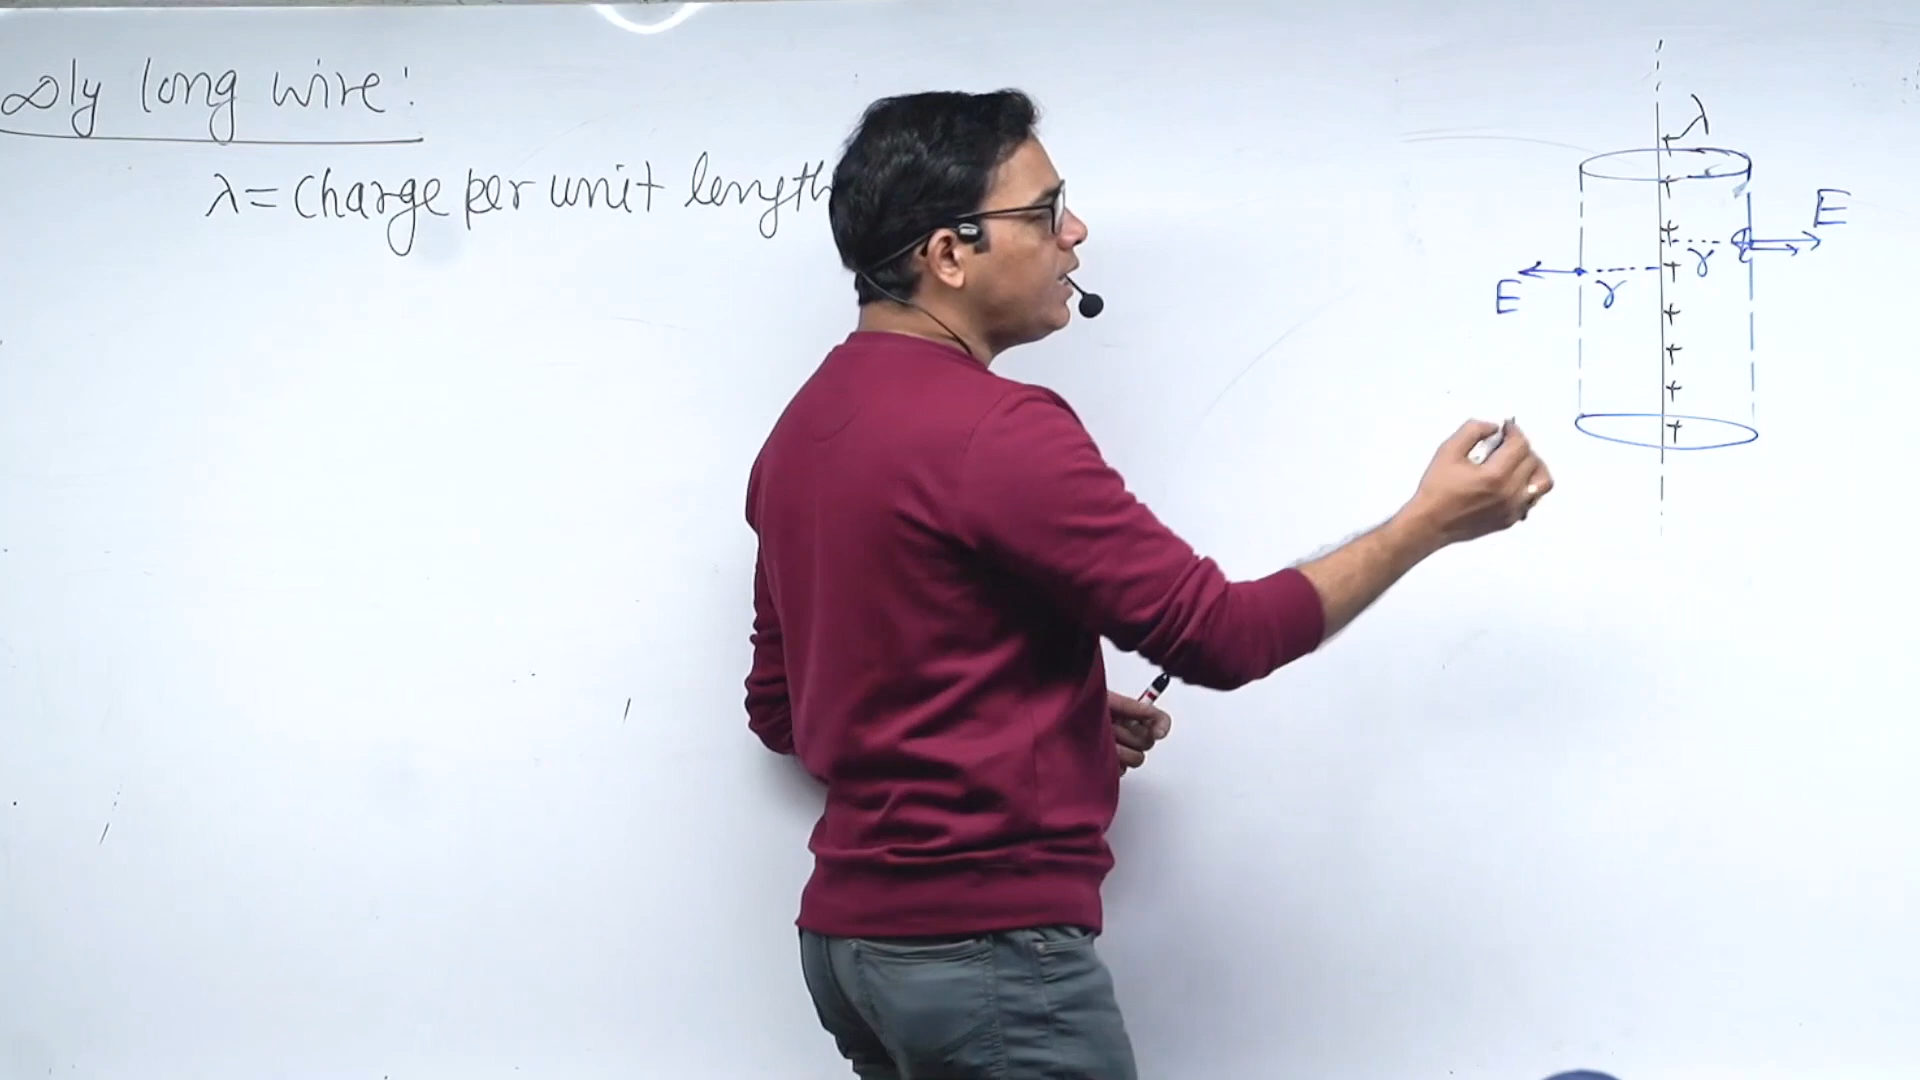 ∞ly long wire:
λ = Charge per unit length
λ
E
r
E
r